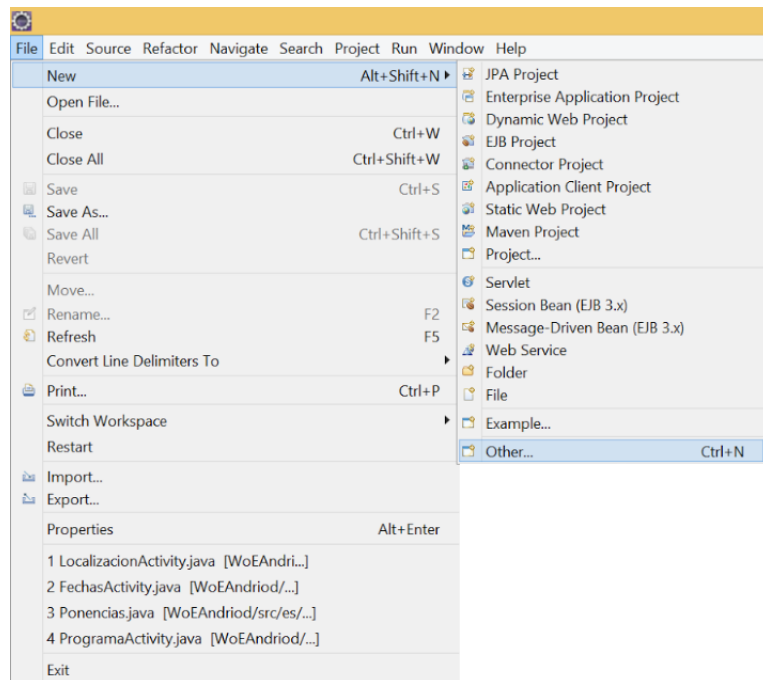 File Edit Source Refactor Navigate Search Project Run Window Help
New Alt+Shift+N
Open File...
Close Ctrl+W
Close All Ctrl+Shift+W
Save Ctrl+S
Save As...
Save All Ctrl+Shift+S
Revert
Move...
Rename... F2
Refresh F5
Convert Line Delimiters To
Print... Ctrl+P
Switch Workspace
Restart
Import...
Export...
Properties Alt+Enter
1 LocalizacionActivity.java [WoEAndri...]
2 FechasActivity.java [WoEAndriod/...]
3 Ponencias.java [WoEAndriod/src/es/...]
4 ProgramaActivity.java [WoEAndriod/...]
Exit
JPA Project
Enterprise Application Project
Dynamic Web Project
EJB Project
Connector Project
Application Client Project
Static Web Project
Maven Project
Project...
Servlet
Session Bean (EJB 3.x)
Message-Driven Bean (EJB 3.x)
Web Service
Folder
File
Example...
Other... Ctrl+N